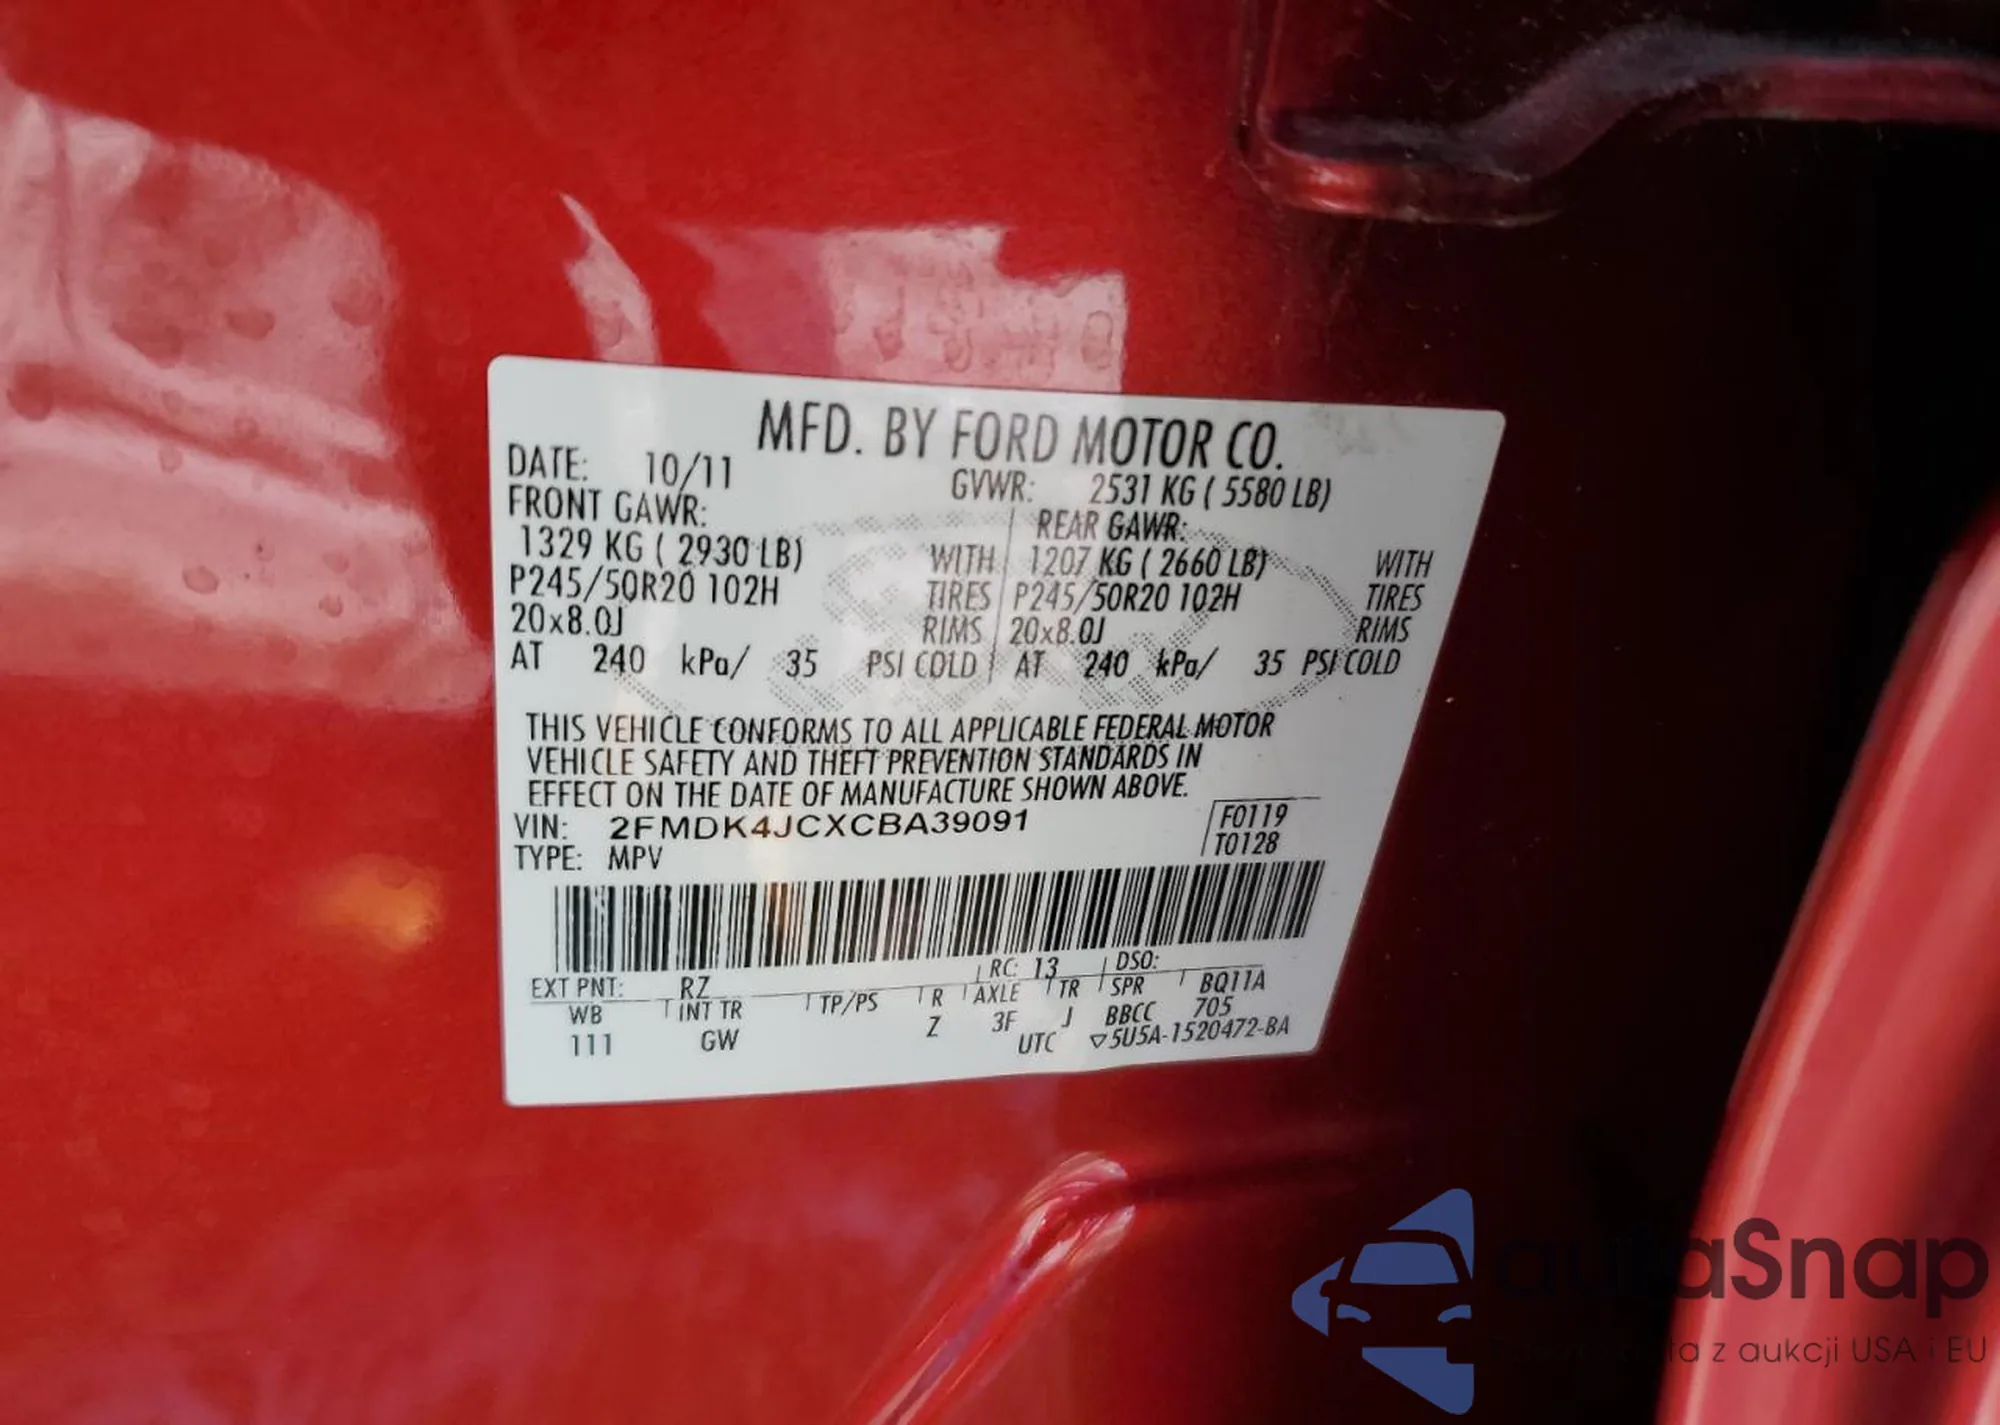 MFD. BY FORD MOTOR CO.
DATE: 10/11 GVWR: 2531 KG ( 5580 LB)
FRONT GAWR: REAR GAWR:
1329 KG ( 2930 LB) WITH 1207 KG ( 2660 LB) WITH
P245/50R20 102H TIRES P245/50R20 102H TIRES
20x8.0J RIMS 20x8.0J RIMS
AT 240 kPa/ 35 PSI COLD AT 240 kPa/ 35 PSI COLD
THIS VEHICLE CONFORMS TO ALL APPLICABLE FEDERAL MOTOR
VEHICLE SAFETY AND THEFT PREVENTION STANDARDS IN
EFFECT ON THE DATE OF MANUFACTURE SHOWN ABOVE.
VIN: 2FMDK4JCXCBA39091 F0119
TYPE: MPV T0128
EXT PNT: RZ RC: 13 DSO:
WB INT TR TP/PS R AXLE TR SPR BQ11A
111 GW Z 3F J BBCC 705
UTC ▽5U5A-1520472-BA
autaSnap
z aukcji USA i EU